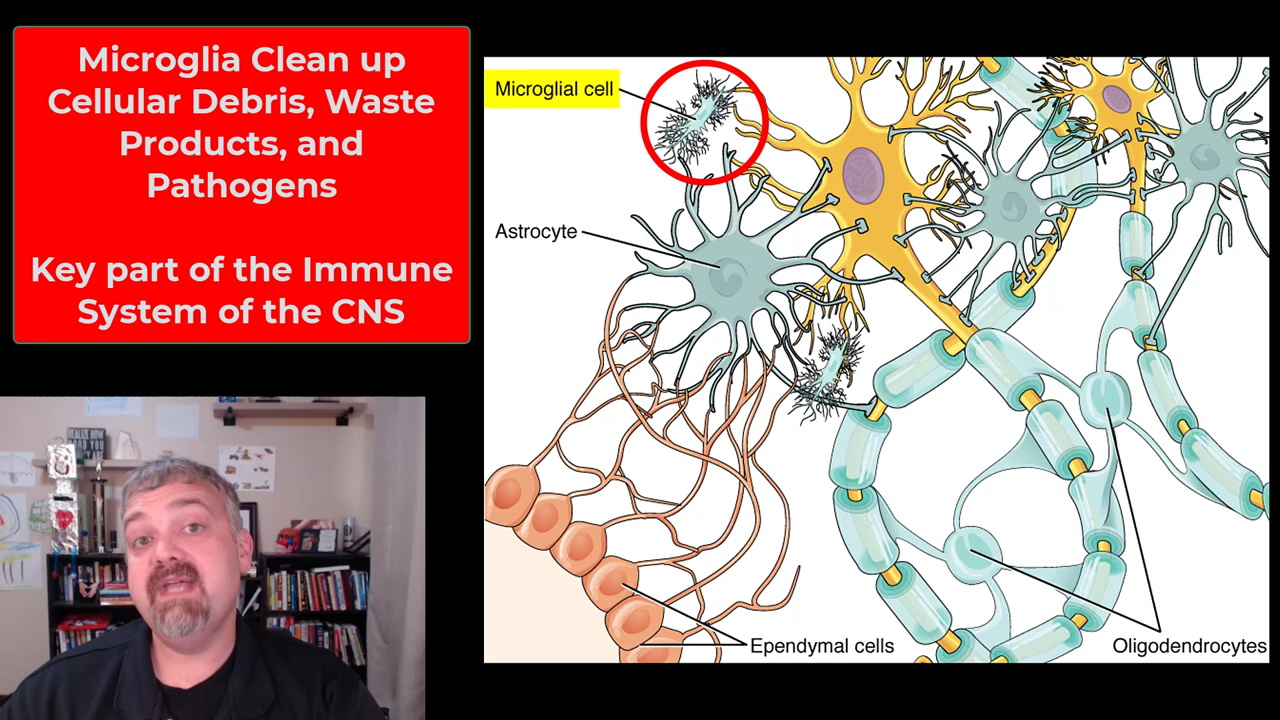 Microglia Clean up
Cellular Debris, Waste
Products, and
Pathogens
Key part of the Immune
System of the CNS
Microglial cell
Astrocyte
Ependymal cells
Oligodendrocytes